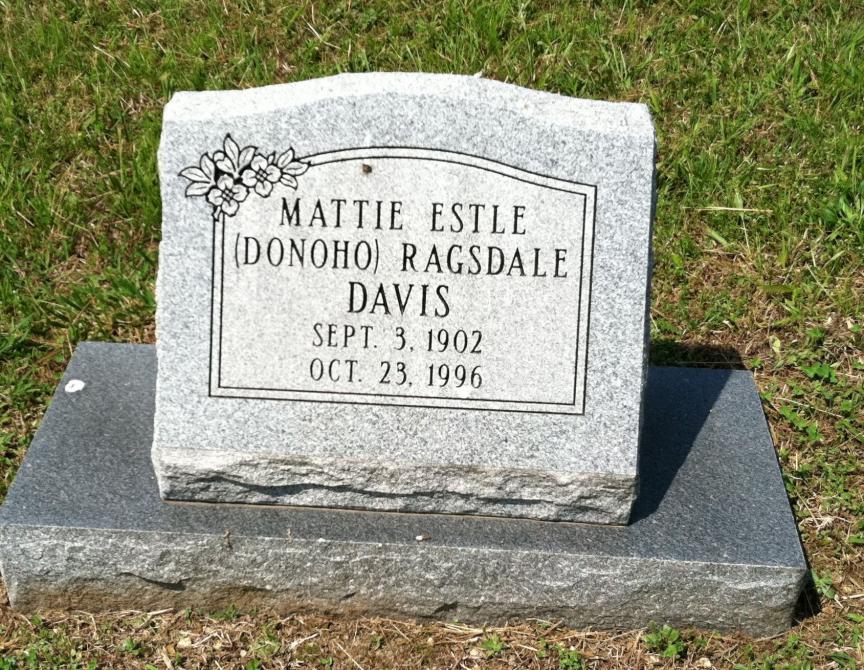 MATTIE ESTLE
(DONOHO) RAGSDALE
DAVIS
SEPT. 3, 1902
OCT. 23, 1996